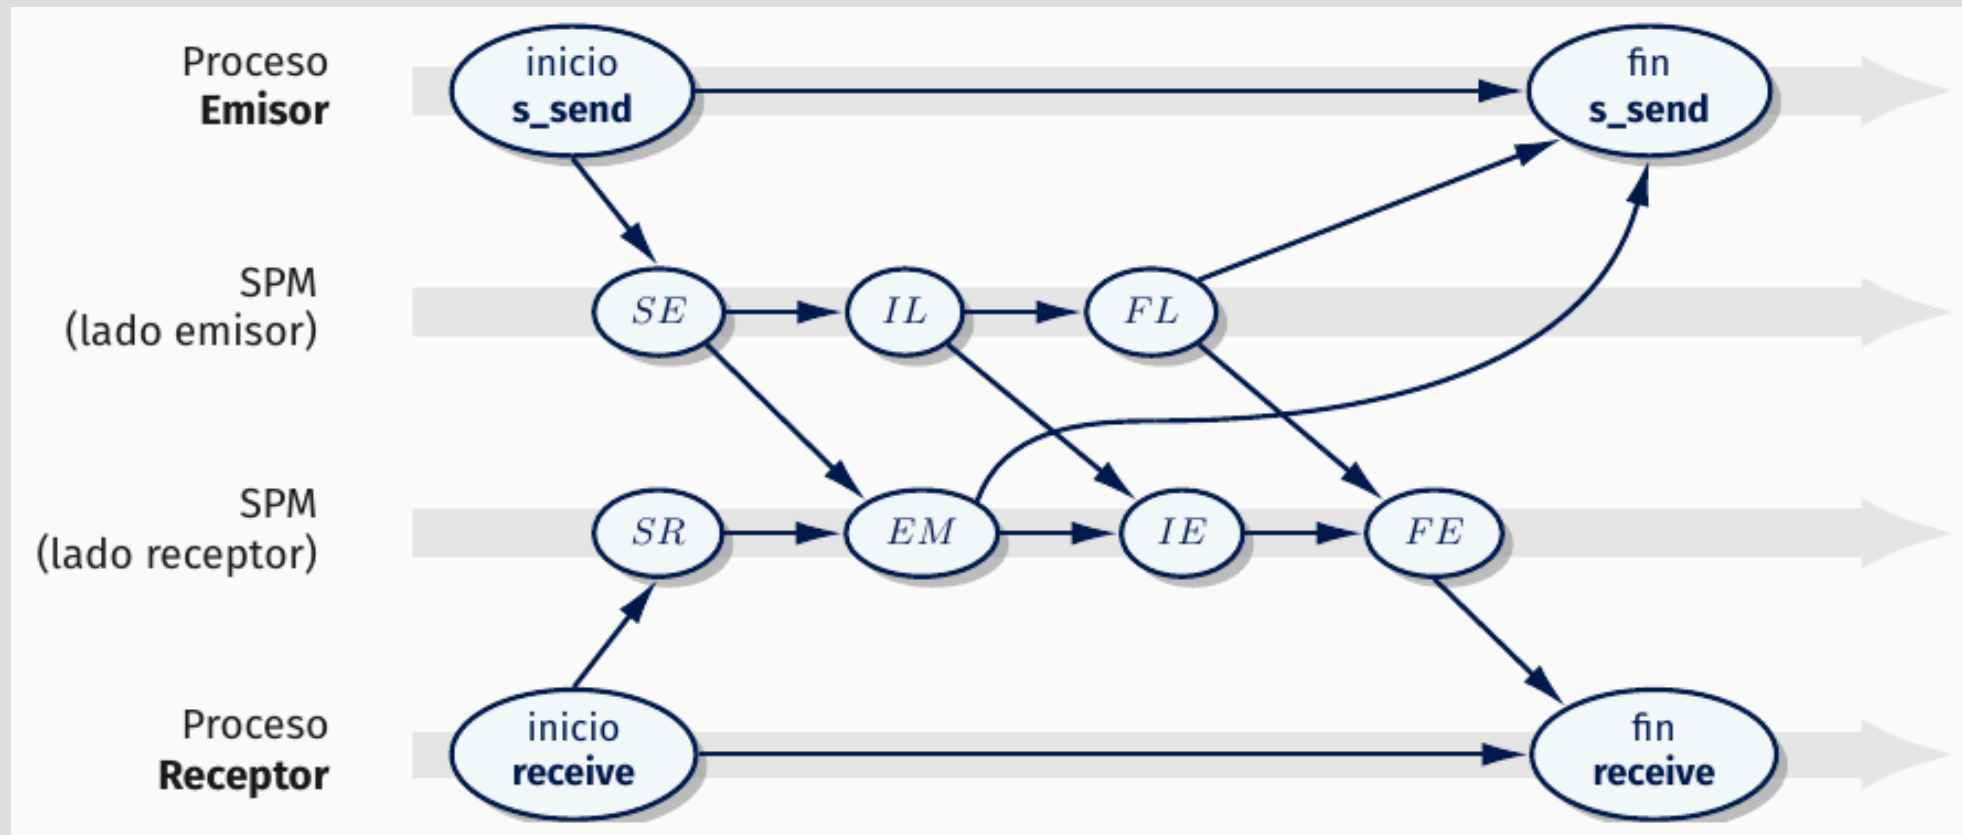 Proceso
Emisor
inicio
s_send
fin
s_send
SPM
(lado emisor)
SE
IL
FL
SPM
(lado receptor)
SR
EM
IE
FE
Proceso
Receptor
inicio
receive
fin
receive